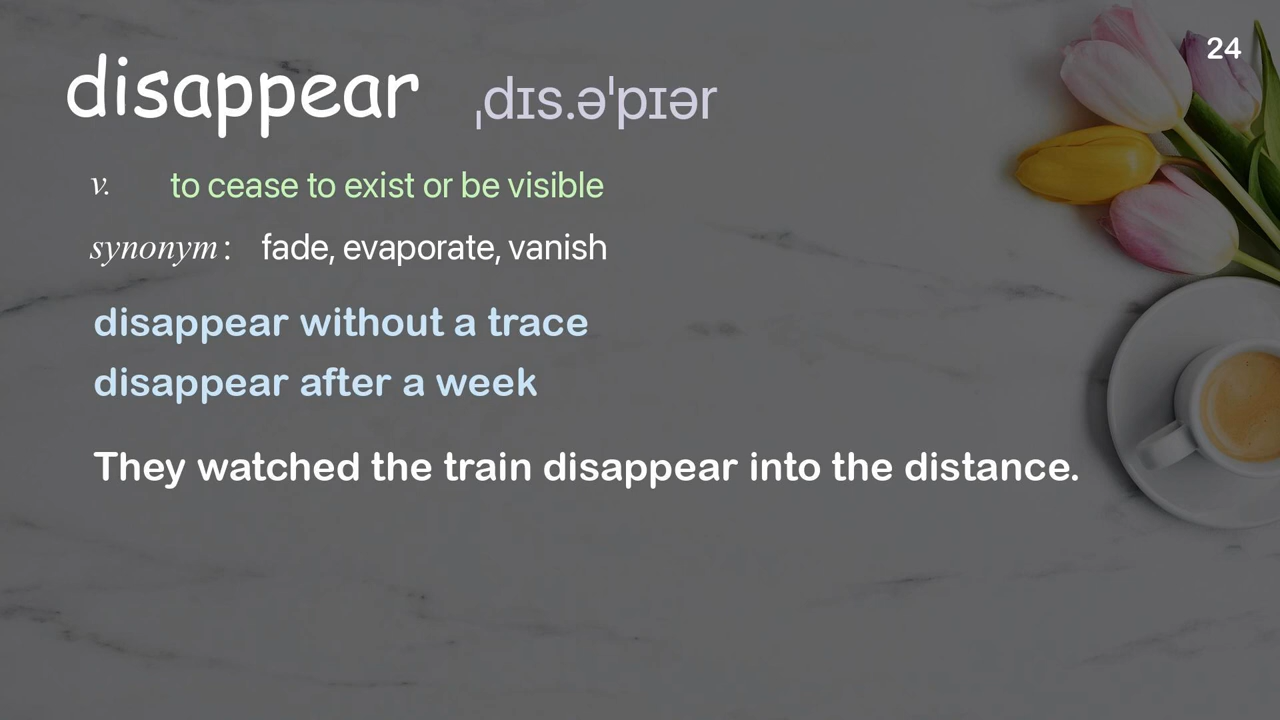 24
disappear ˌdɪs.əˈpɪər
v. to cease to exist or be visible
synonym: fade, evaporate, vanish
disappear without a trace
disappear after a week
They watched the train disappear into the distance.